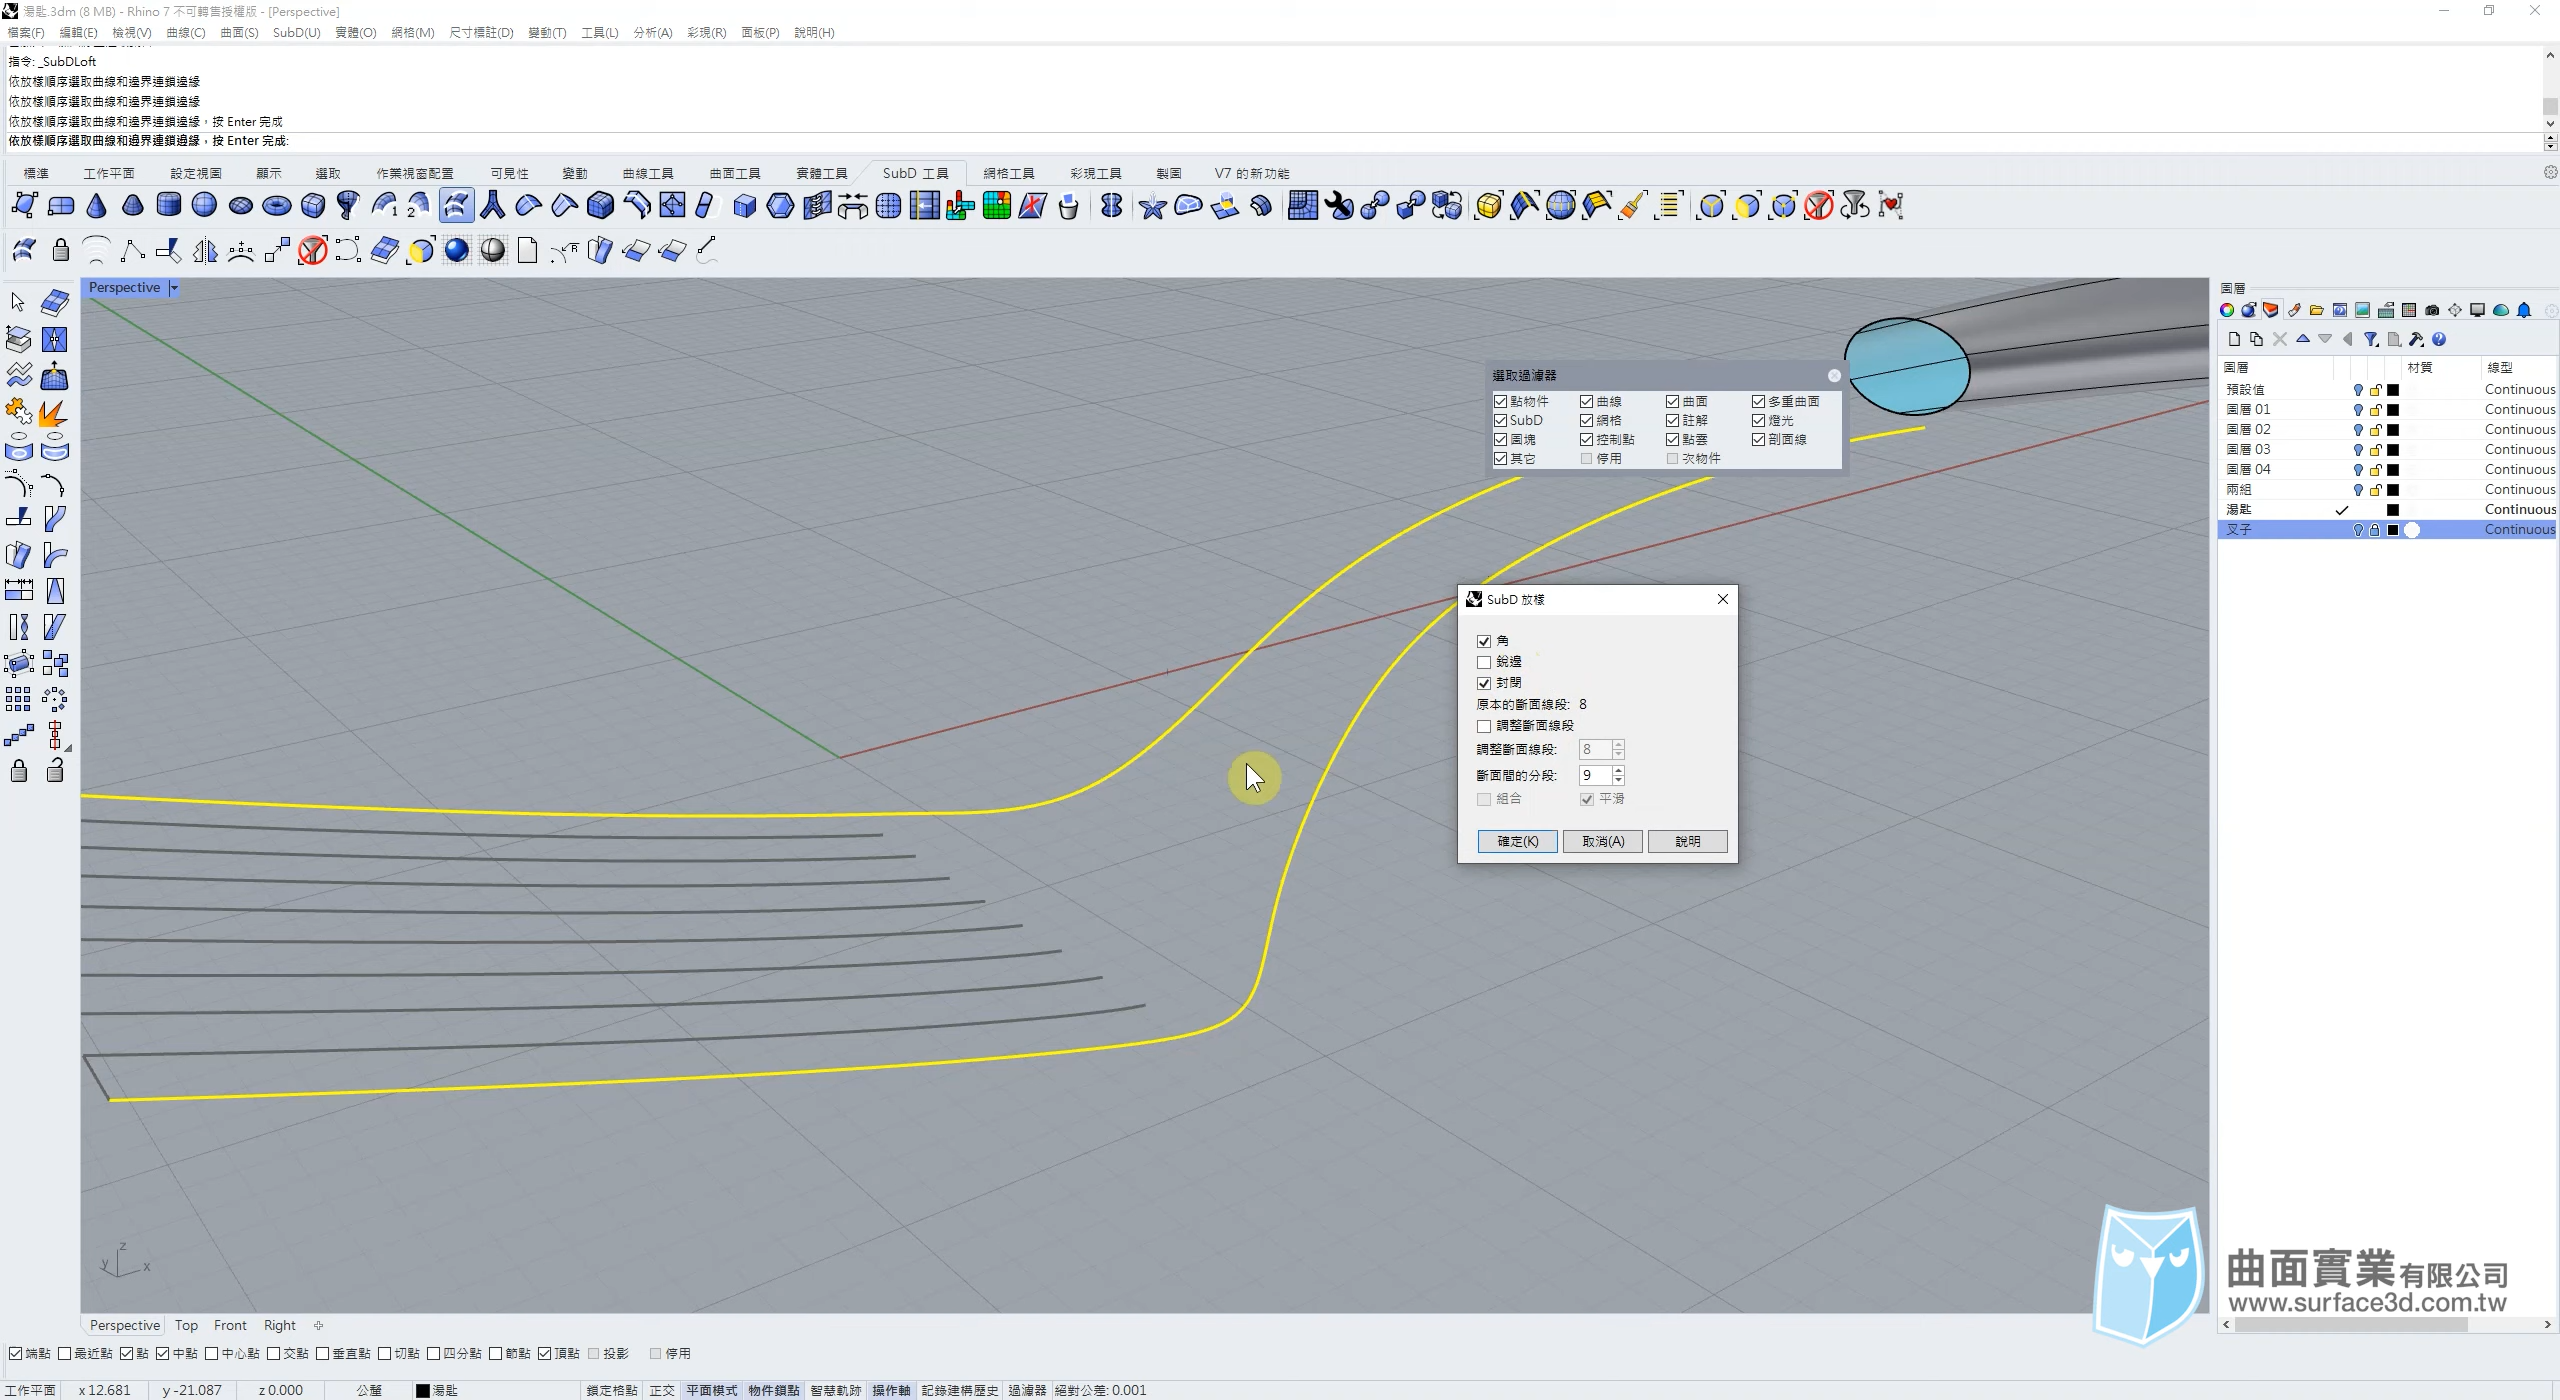 湯匙.3dm (8 MB) - Rhino 7 不可轉售授權版 - [Perspective]
檔案(F) 編輯(E) 檢視(V) 曲線(C) 曲面(S) SubD(U) 實體(O) 網格(M) 尺寸標註(D) 變動(T) 工具(L) 分析(A) 彩現(R) 面板(P) 說明(H)
指令: _SubDLoft
依放樣順序選取曲線和邊界連鎖邊緣
依放樣順序選取曲線和邊界連鎖邊緣
依放樣順序選取曲線和邊界連鎖邊緣，按 Enter 完成
依放樣順序選取曲線和邊界連鎖邊緣，按 Enter 完成:
標準 工作平面 設定視圖 顯示 選取 作業視窗配置 可見性 變動 曲線工具 曲面工具 實體工具 SubD 工具 網格工具 彩現工具 製圖 V7 的新功能
Perspective
選取過濾器
點物件 曲線 曲面 多重曲面
SubD 網格 註解 燈光
圖塊 控制點 點雲 剖面線
其它 停用 次物件
SubD 放樣
角
銳邊
封閉
原本的斷面線段: 8
調整斷面線段
調整斷面線段: 8
斷面間的分段: 9
組合 平滑
確定(K) 取消(A) 說明
圖層
圖層 材質 線型
預設值 Continuous
圖層 01 Continuous
圖層 02 Continuous
圖層 03 Continuous
圖層 04 Continuous
兩組 Continuous
湯匙 Continuous
叉子 Continuous
z
y
x
曲面實業有限公司
www.surface3d.com.tw
Perspective Top Front Right
端點 最近點 點 中點 中心點 交點 垂直點 切點 四分點 節點 頂點 投影 停用
工作平面 x 12.681 y -21.087 z 0.000 公釐 湯匙 鎖定格點 正交 平面模式 物件鎖點 智慧軌跡 操作軸 記錄建構歷史 過濾器 絕對公差: 0.001